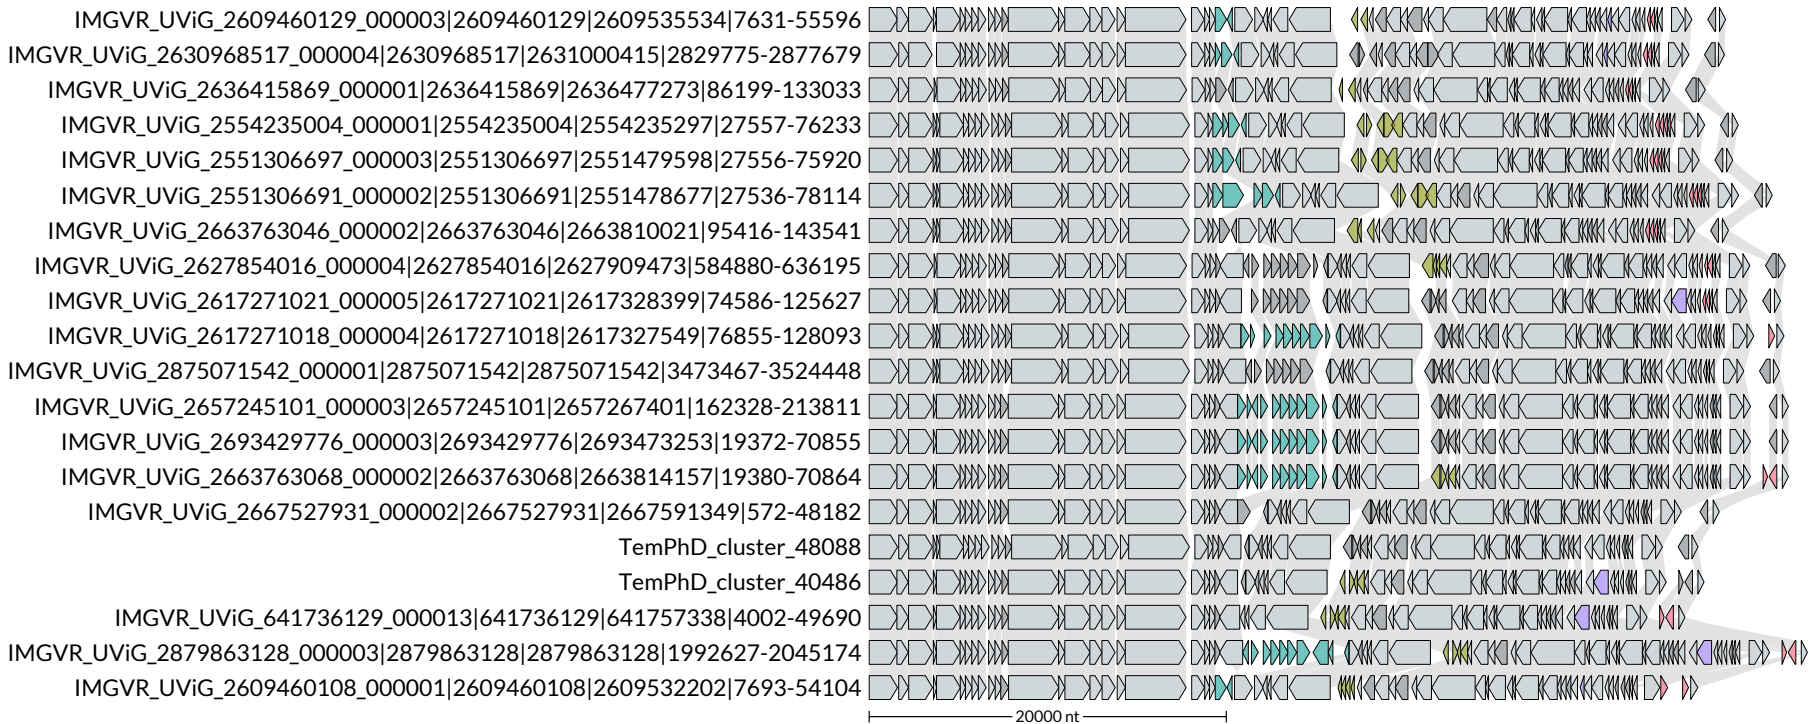 IMGVR_UViG_2609460129_000003|2609460129|2609535534|7631-55596
IMGVR_UViG_2630968517_000004|2630968517|2631000415|2829775-2877679
IMGVR_UViG_2636415869_000001|2636415869|2636477273|86199-133033
IMGVR_UViG_2554235004_000001|2554235004|2554235297|27557-76233
IMGVR_UViG_2551306697_000003|2551306697|2551479598|27556-75920
IMGVR_UViG_2551306691_000002|2551306691|2551478677|27536-78114
IMGVR_UViG_2663763046_000002|2663763046|2663810021|95416-143541
IMGVR_UViG_2627854016_000004|2627854016|2627909473|584880-636195
IMGVR_UViG_2617271021_000005|2617271021|2617328399|74586-125627
IMGVR_UViG_2617271018_000004|2617271018|2617327549|76855-128093
IMGVR_UViG_2875071542_000001|2875071542|2875071542|3473467-3524448
IMGVR_UViG_2657245101_000003|2657245101|2657267401|162328-213811
IMGVR_UViG_2693429776_000003|2693429776|2693473253|19372-70855
IMGVR_UViG_2663763068_000002|2663763068|2663814157|19380-70864
IMGVR_UViG_2667527931_000002|2667527931|2667591349|572-48182
TemPhD_cluster_48088
TemPhD_cluster_40486
IMGVR_UViG_641736129_000013|641736129|641757338|4002-49690
IMGVR_UViG_2879863128_000003|2879863128|2879863128|1992627-2045174
IMGVR_UViG_2609460108_000001|2609460108|2609532202|7693-54104
20000 nt